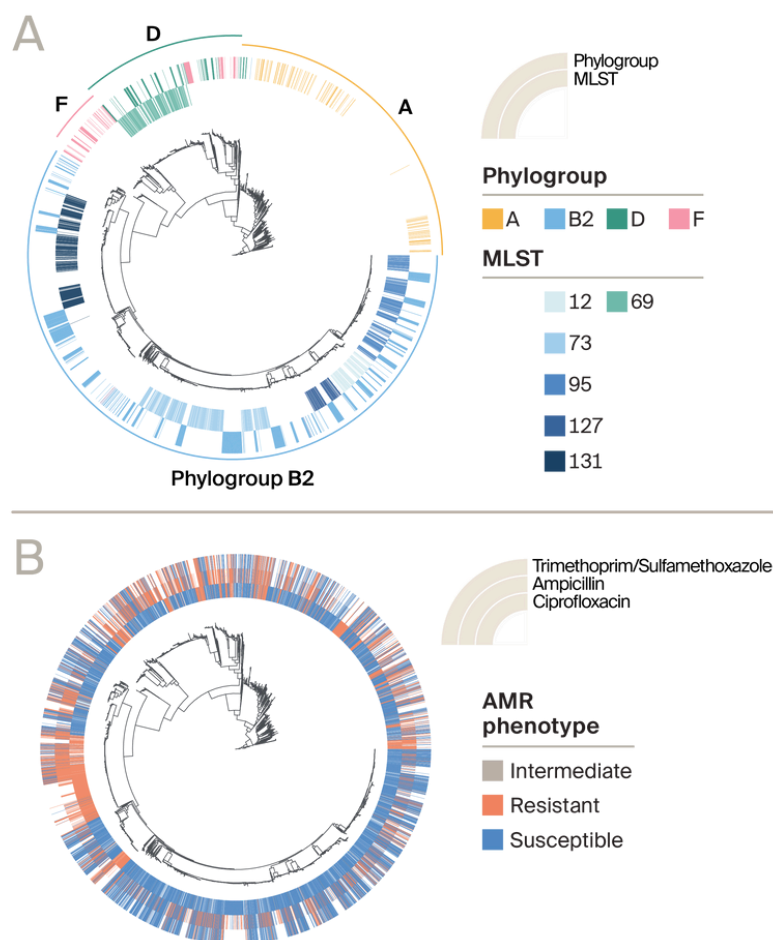 A
D
F
A
Phylogroup B2
Phylogroup
MLST
Phylogroup
A B2 D F
MLST
12 69
73
95
127
131
B
Trimethoprim/Sulfamethoxazole
Ampicillin
Ciprofloxacin
AMR
phenotype
Intermediate
Resistant
Susceptible